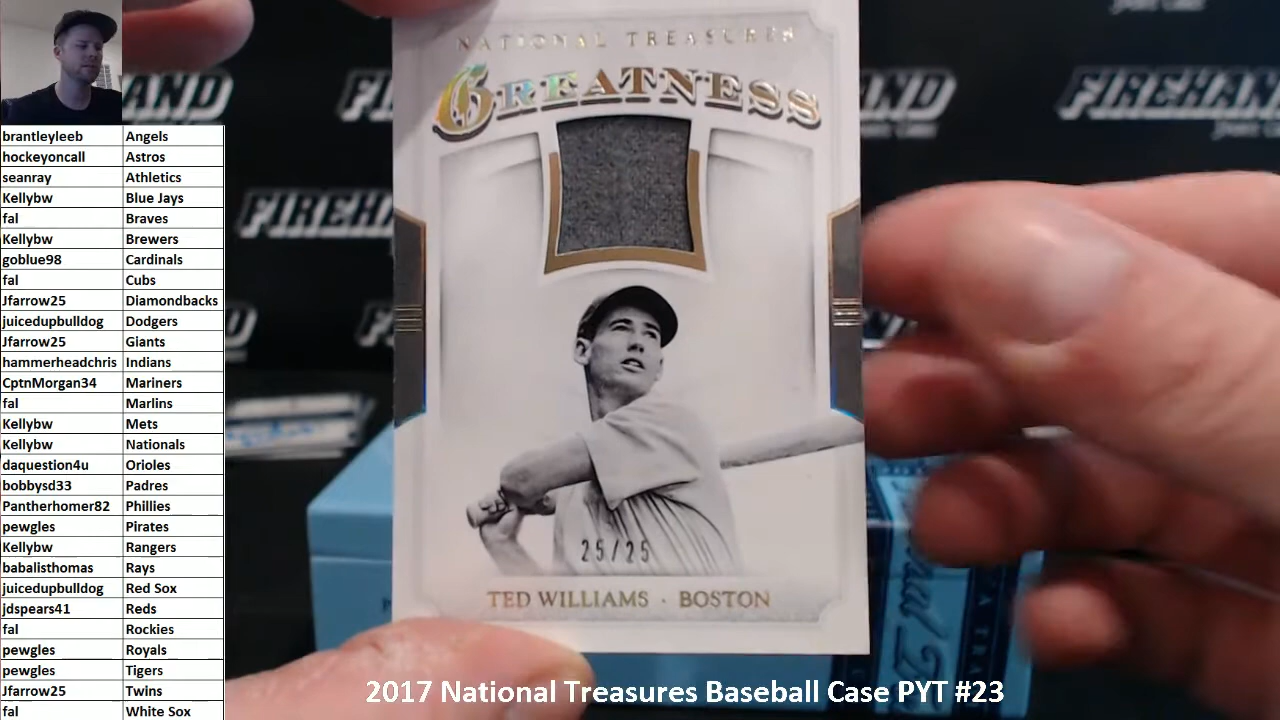 NATIONAL TREASURES
GREATNESS
25/25
TED WILLIAMS · BOSTON
2017 National Treasures Baseball Case PYT #23
brantleyleeb Angels
hockeyoncall Astros
seanray Athletics
Kellybw Blue Jays
fal Braves
Kellybw Brewers
goblue98 Cardinals
fal Cubs
Jfarrow25 Diamondbacks
juicedupbulldog Dodgers
Jfarrow25 Giants
hammerheadchris Indians
CptnMorgan34 Mariners
fal Marlins
Kellybw Mets
Kellybw Nationals
daquestion4u Orioles
bobbysd33 Padres
Pantherhomer82 Phillies
pewgles Pirates
Kellybw Rangers
babalisthomas Rays
juicedupbulldog Red Sox
jdspears41 Reds
fal Rockies
pewgles Royals
pewgles Tigers
Jfarrow25 Twins
fal White Sox
FIREHAND